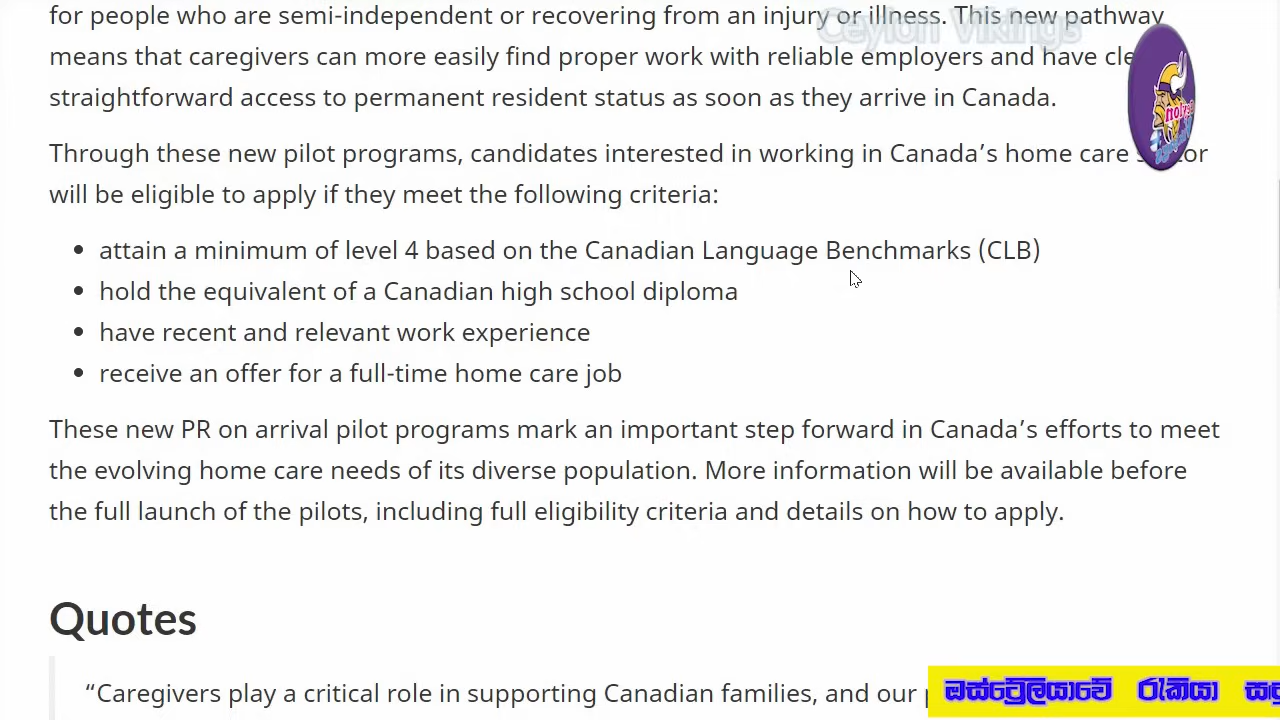 for people who are semi-independent or recovering from an injury or illness. This new pathway
Ceylon Vikings
means that caregivers can more easily find proper work with reliable employers and have
straightforward access to permanent resident status as soon as they arrive in Canada.
Through these new pilot programs, candidates interested in working in Canada’s home care
will be eligible to apply if they meet the following criteria:
• attain a minimum of level 4 based on the Canadian Language Benchmarks (CLB)
• hold the equivalent of a Canadian high school diploma
• have recent and relevant work experience
• receive an offer for a full-time home care job
These new PR on arrival pilot programs mark an important step forward in Canada’s efforts to meet
the evolving home care needs of its diverse population. More information will be available before
the full launch of the pilots, including full eligibility criteria and details on how to apply.
Quotes
“Caregivers play a critical role in supporting Canadian families, and our
ඔස්ට්‍රේලියාවේ රැකියා